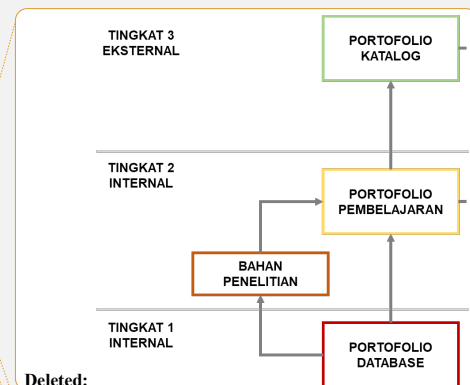 TINGKAT 3
EKSTERNAL
PORTOFOLIO
KATALOG
TINGKAT 2
INTERNAL
PORTOFOLIO
PEMBELAJARAN
BAHAN
PENELITIAN
TINGKAT 1
INTERNAL
PORTOFOLIO
DATABASE
Deleted: